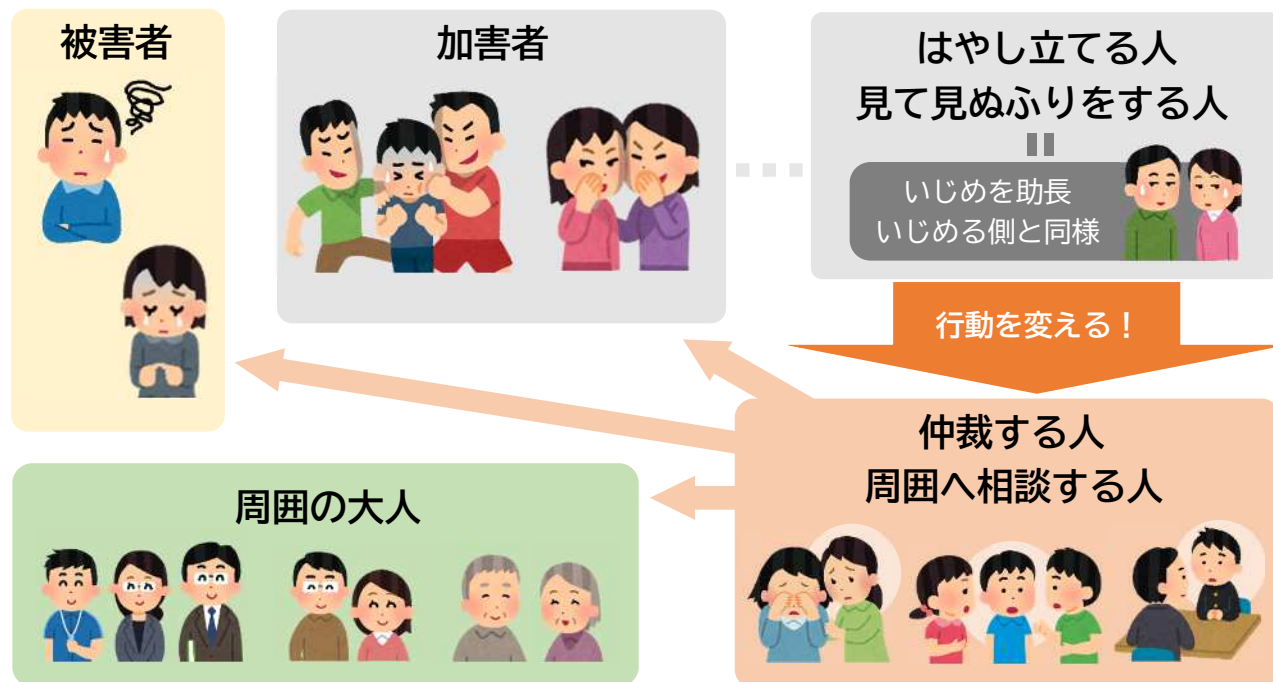 被害者
加害者
はやし立てる人
見て見ぬふりをする人
いじめを助長
いじめる側と同様
行動を変える！
仲裁する人
周囲へ相談する人
周囲の大人